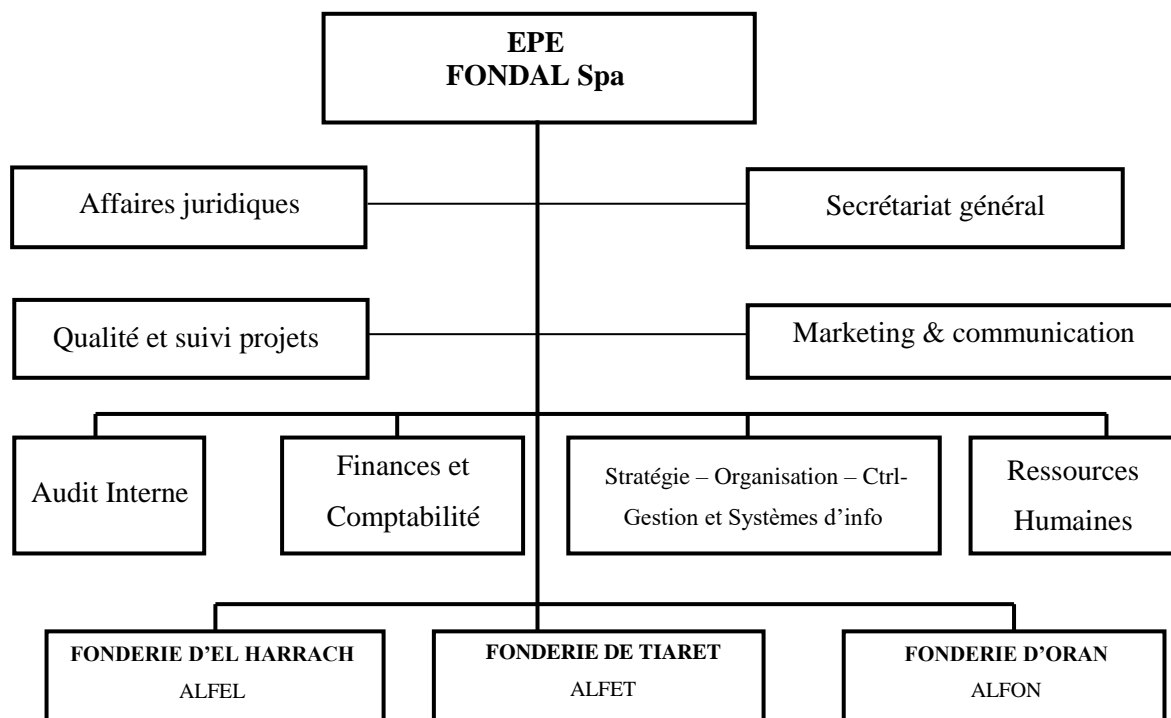 EPE
FONDAL Spa
Affaires juridiques
Secrétariat général
Qualité et suivi projets
Marketing & communication
Audit Interne
Finances et
Comptabilité
Stratégie – Organisation – Ctrl-
Gestion et Systèmes d’info
Ressources
Humaines
FONDERIE D’EL HARRACH
ALFEL
FONDERIE DE TIARET
ALFET
FONDERIE D’ORAN
ALFON